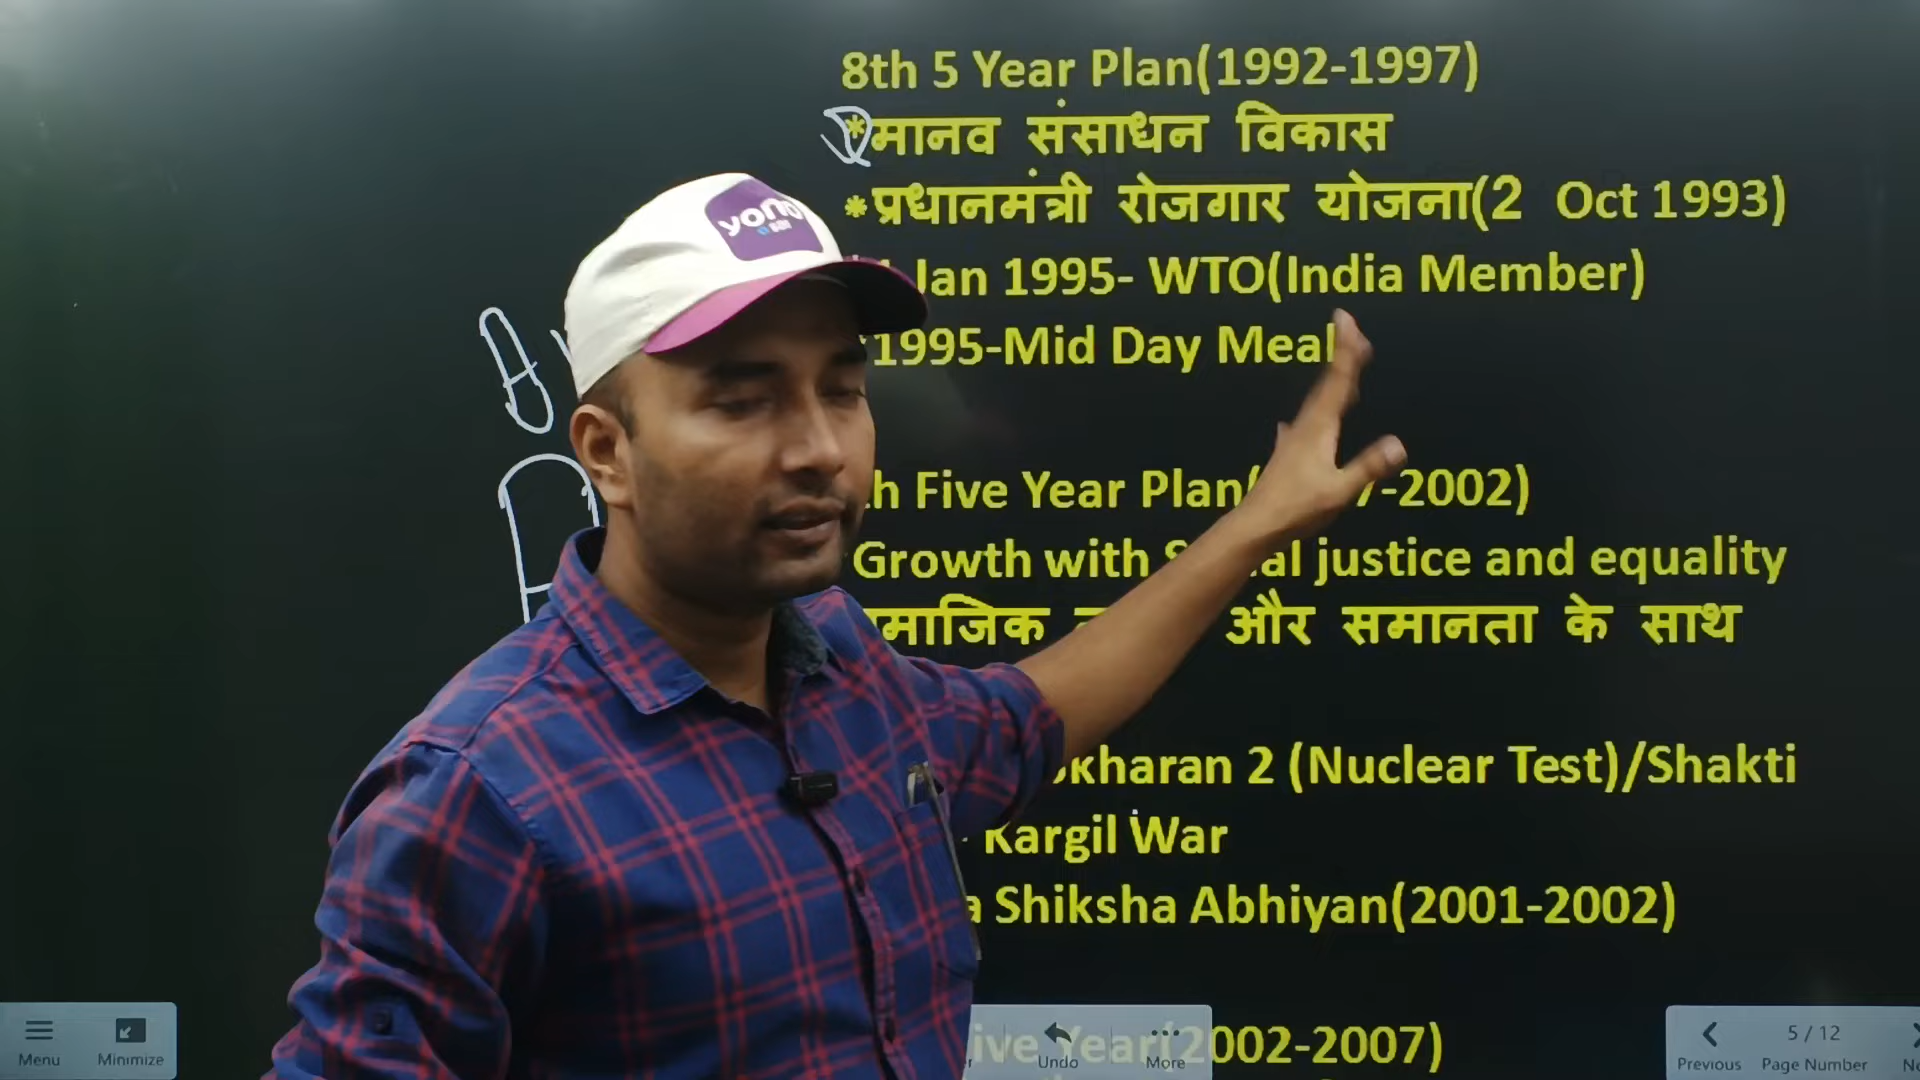 8th 5 Year Plan(1992-1997)
*मानव संसाधन विकास
*प्रधानमंत्री रोजगार योजना(2 Oct 1993)
Jan 1995- WTO(India Member)
1995-Mid Day Meal
yono
SBI
Five Year Plan( -2002)
Growth with justice and equality
और समानता के साथ
2 (Nuclear Test)/Shakti
Kargil War
Shiksha Abhiyan(2001-2002)
Year(2002-2007)
Menu
Minimize
Undo
More
Previous
5 / 12
Page Number